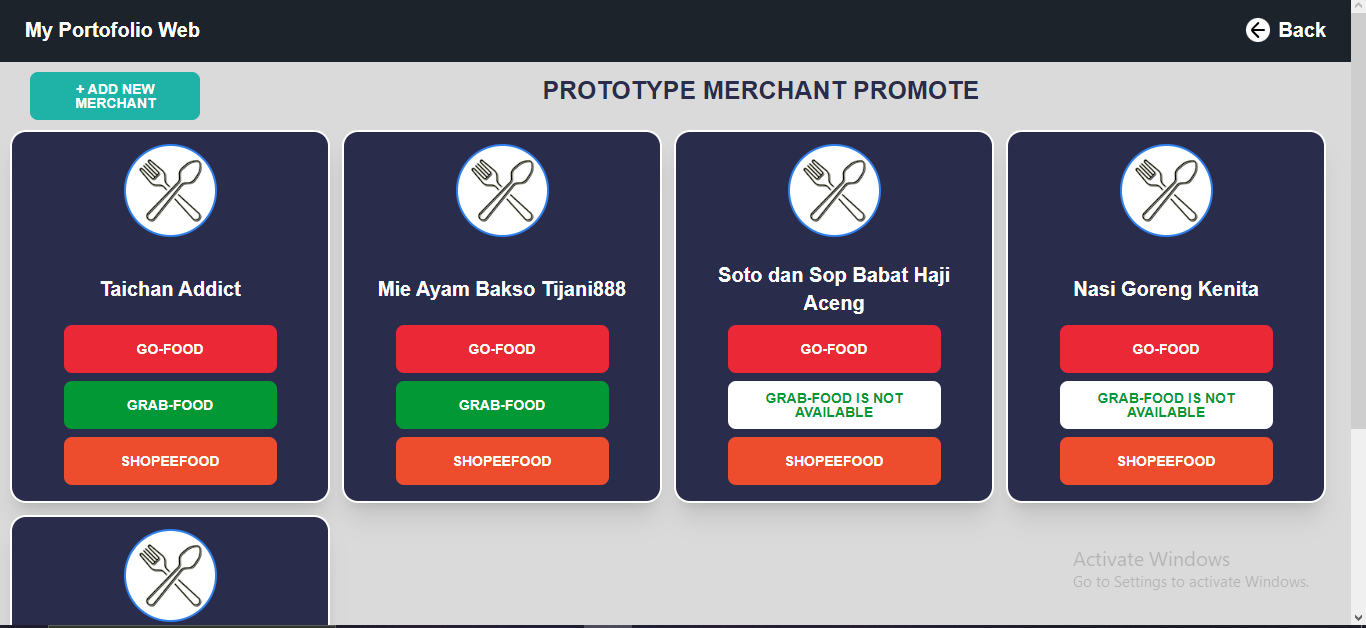 My Portofolio Web
Back
+ ADD NEW
MERCHANT
PROTOTYPE MERCHANT PROMOTE
Taichan Addict
GO-FOOD
GRAB-FOOD
SHOPEEFOOD
Mie Ayam Bakso Tijani888
GO-FOOD
GRAB-FOOD
SHOPEEFOOD
Soto dan Sop Babat Haji
Aceng
GO-FOOD
GRAB-FOOD IS NOT
AVAILABLE
SHOPEEFOOD
Nasi Goreng Kenita
GO-FOOD
GRAB-FOOD IS NOT
AVAILABLE
SHOPEEFOOD
Activate Windows
Go to Settings to activate Windows.